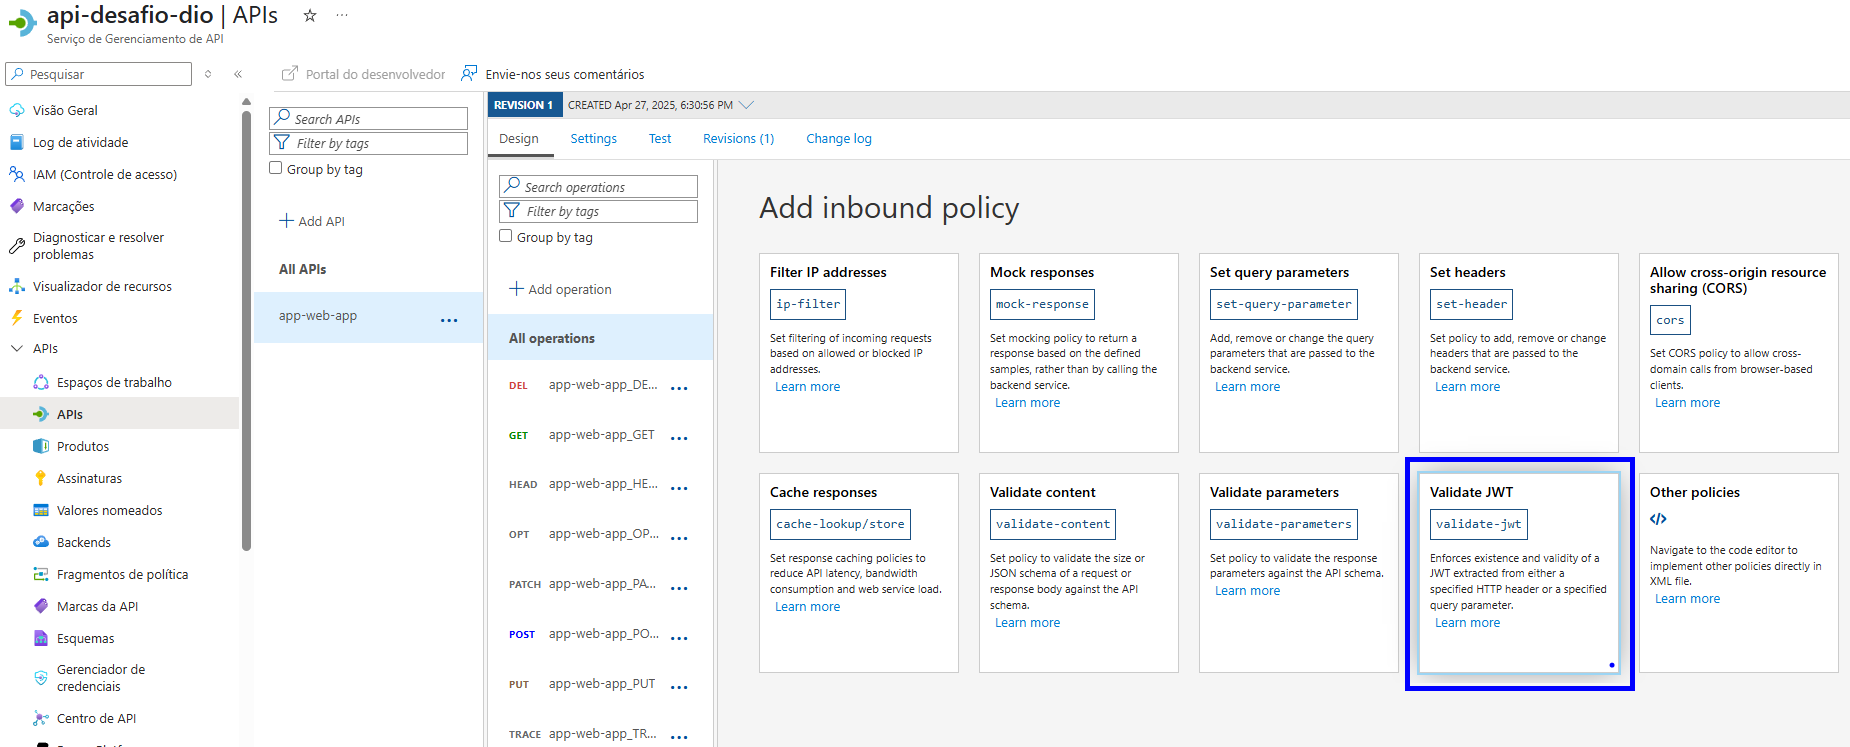 api-desafio-dio | APIs
Serviço de Gerenciamento de API
Pesquisar
Visão Geral
Log de atividade
IAM (Controle de acesso)
Marcações
Diagnosticar e resolver
problemas
Visualizador de recursos
Eventos
APIs
Espaços de trabalho
APIs
Produtos
Assinaturas
Valores nomeados
Backends
Fragmentos de política
Marcas da API
Esquemas
Gerenciador de
credenciais
Centro de API
Portal do desenvolvedor
Envie-nos seus comentários
Search APIs
Filter by tags
Group by tag
Add API
All APIs
app-web-app
...
REVISION 1
CREATED Apr 27, 2025, 6:30:56 PM
Design
Settings
Test
Revisions (1)
Change log
Search operations
Filter by tags
Group by tag
Add operation
All operations
DEL app-web-app_DE... ...
GET app-web-app_GET ...
HEAD app-web-app_HE... ...
OPT app-web-app_OP... ...
PATCH app-web-app_PA... ...
POST app-web-app_PO... ...
PUT app-web-app_PUT ...
TRACE app-web-app_TR... ...
Add inbound policy
Filter IP addresses
ip-filter
Set filtering of incoming requests
based on allowed or blocked IP
addresses.
Learn more
Mock responses
mock-response
Set mocking policy to return a
response based on the defined
samples, rather than by calling the
backend service.
Learn more
Set query parameters
set-query-parameter
Add, remove or change the query
parameters that are passed to the
backend service.
Learn more
Set headers
set-header
Set policy to add, remove or change
headers that are passed to the
backend service.
Learn more
Allow cross-origin resource
sharing (CORS)
cors
Set CORS policy to allow cross-
domain calls from browser-based
clients.
Learn more
Cache responses
cache-lookup/store
Set response caching policies to
reduce API latency, bandwidth
consumption and web service load.
Learn more
Validate content
validate-content
Set policy to validate the size or
JSON schema of a request or
response body against the API
schema.
Learn more
Validate parameters
validate-parameters
Set policy to validate the response
parameters against the API schema.
Learn more
Validate JWT
validate-jwt
Enforces existence and validity of a
JWT extracted from either a
specified HTTP header or a specified
query parameter.
Learn more
Other policies
</>
Navigate to the code editor to
implement other policies directly in
XML file.
Learn more